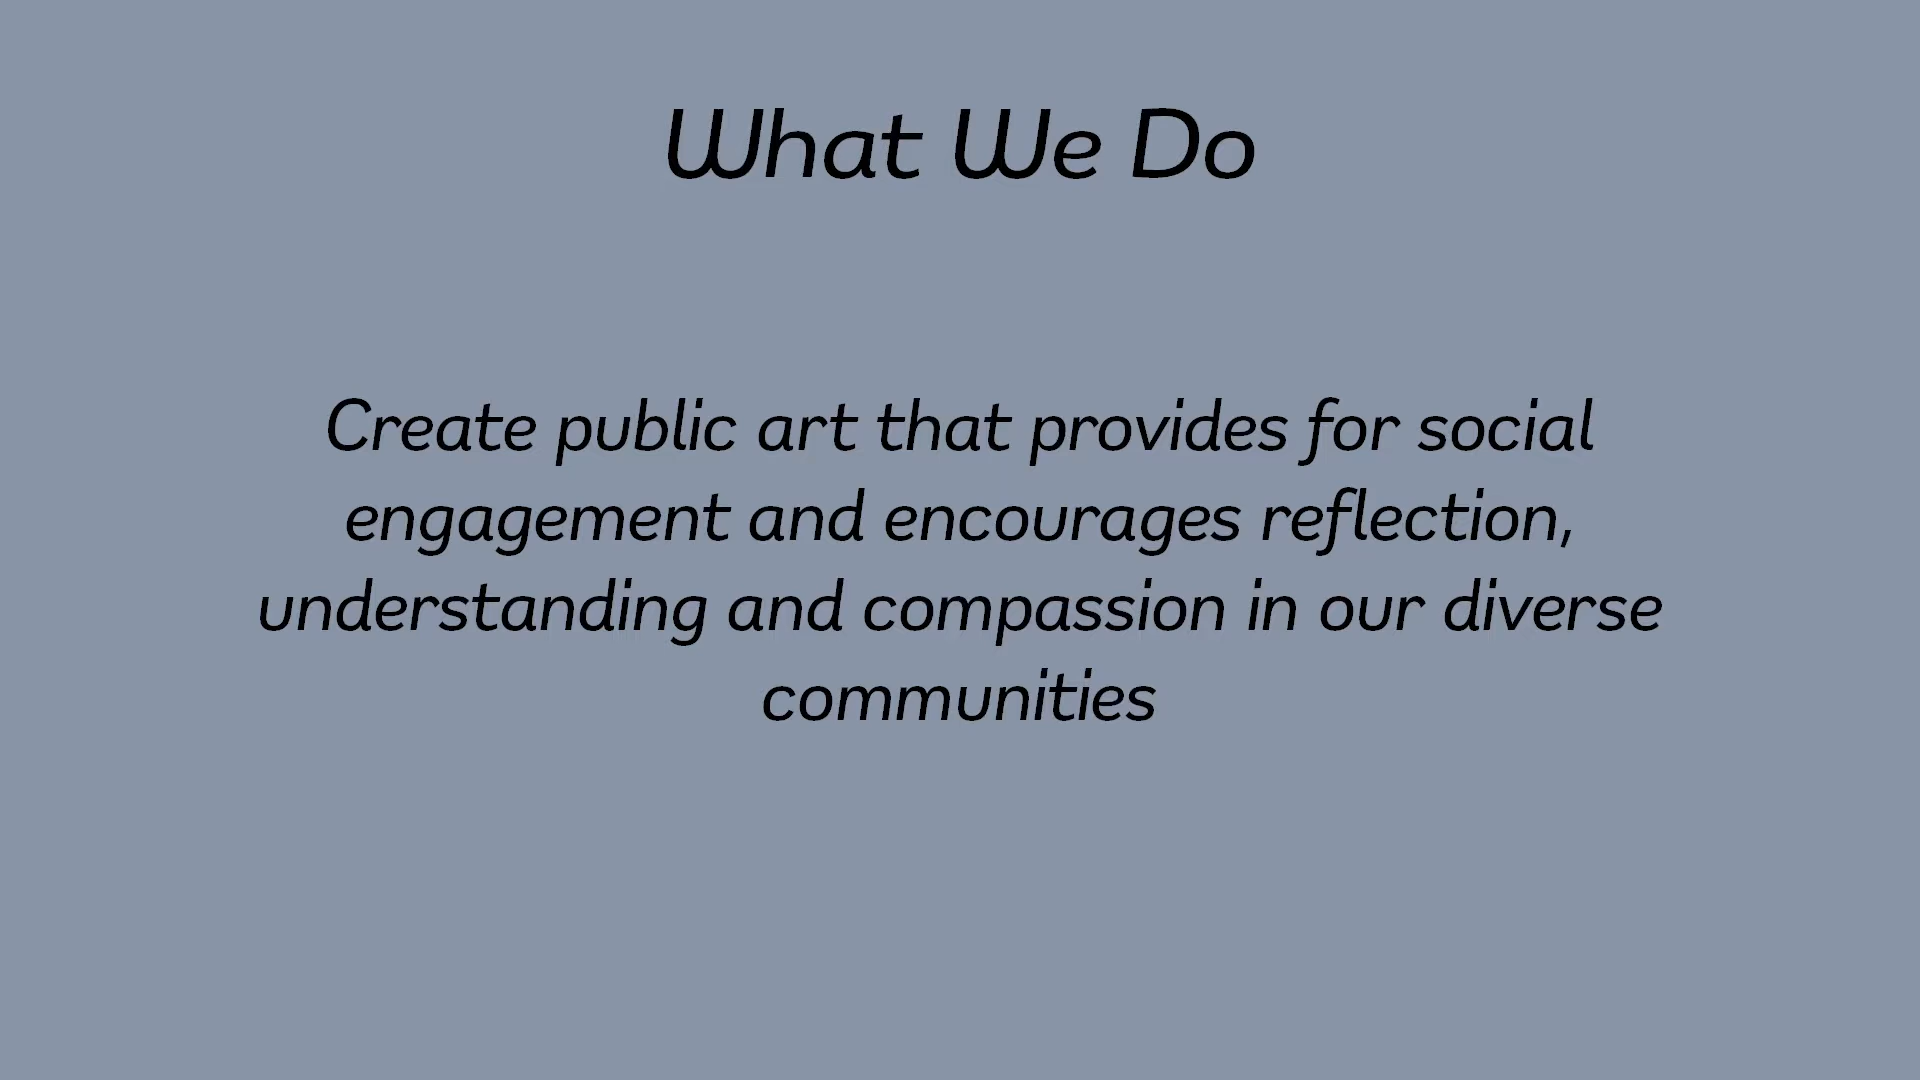 What We Do
Create public art that provides for social
engagement and encourages reflection,
understanding and compassion in our diverse
communities